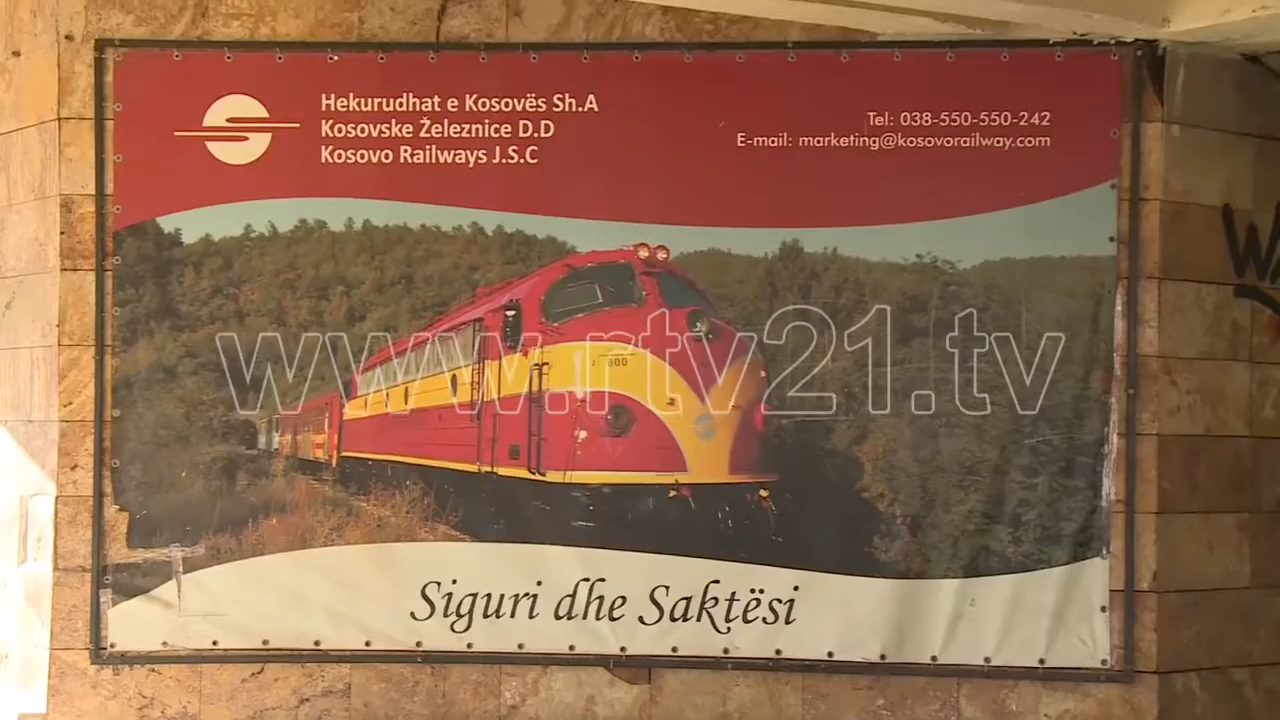 Hekurudhat e Kosovës Sh.A
Kosovske Železnice D.D
Kosovo Railways J.S.C
Tel: 038-550-550-242
E-mail: marketing@kosovorailway.com
www.rtv21.tv
Siguri dhe Saktësi